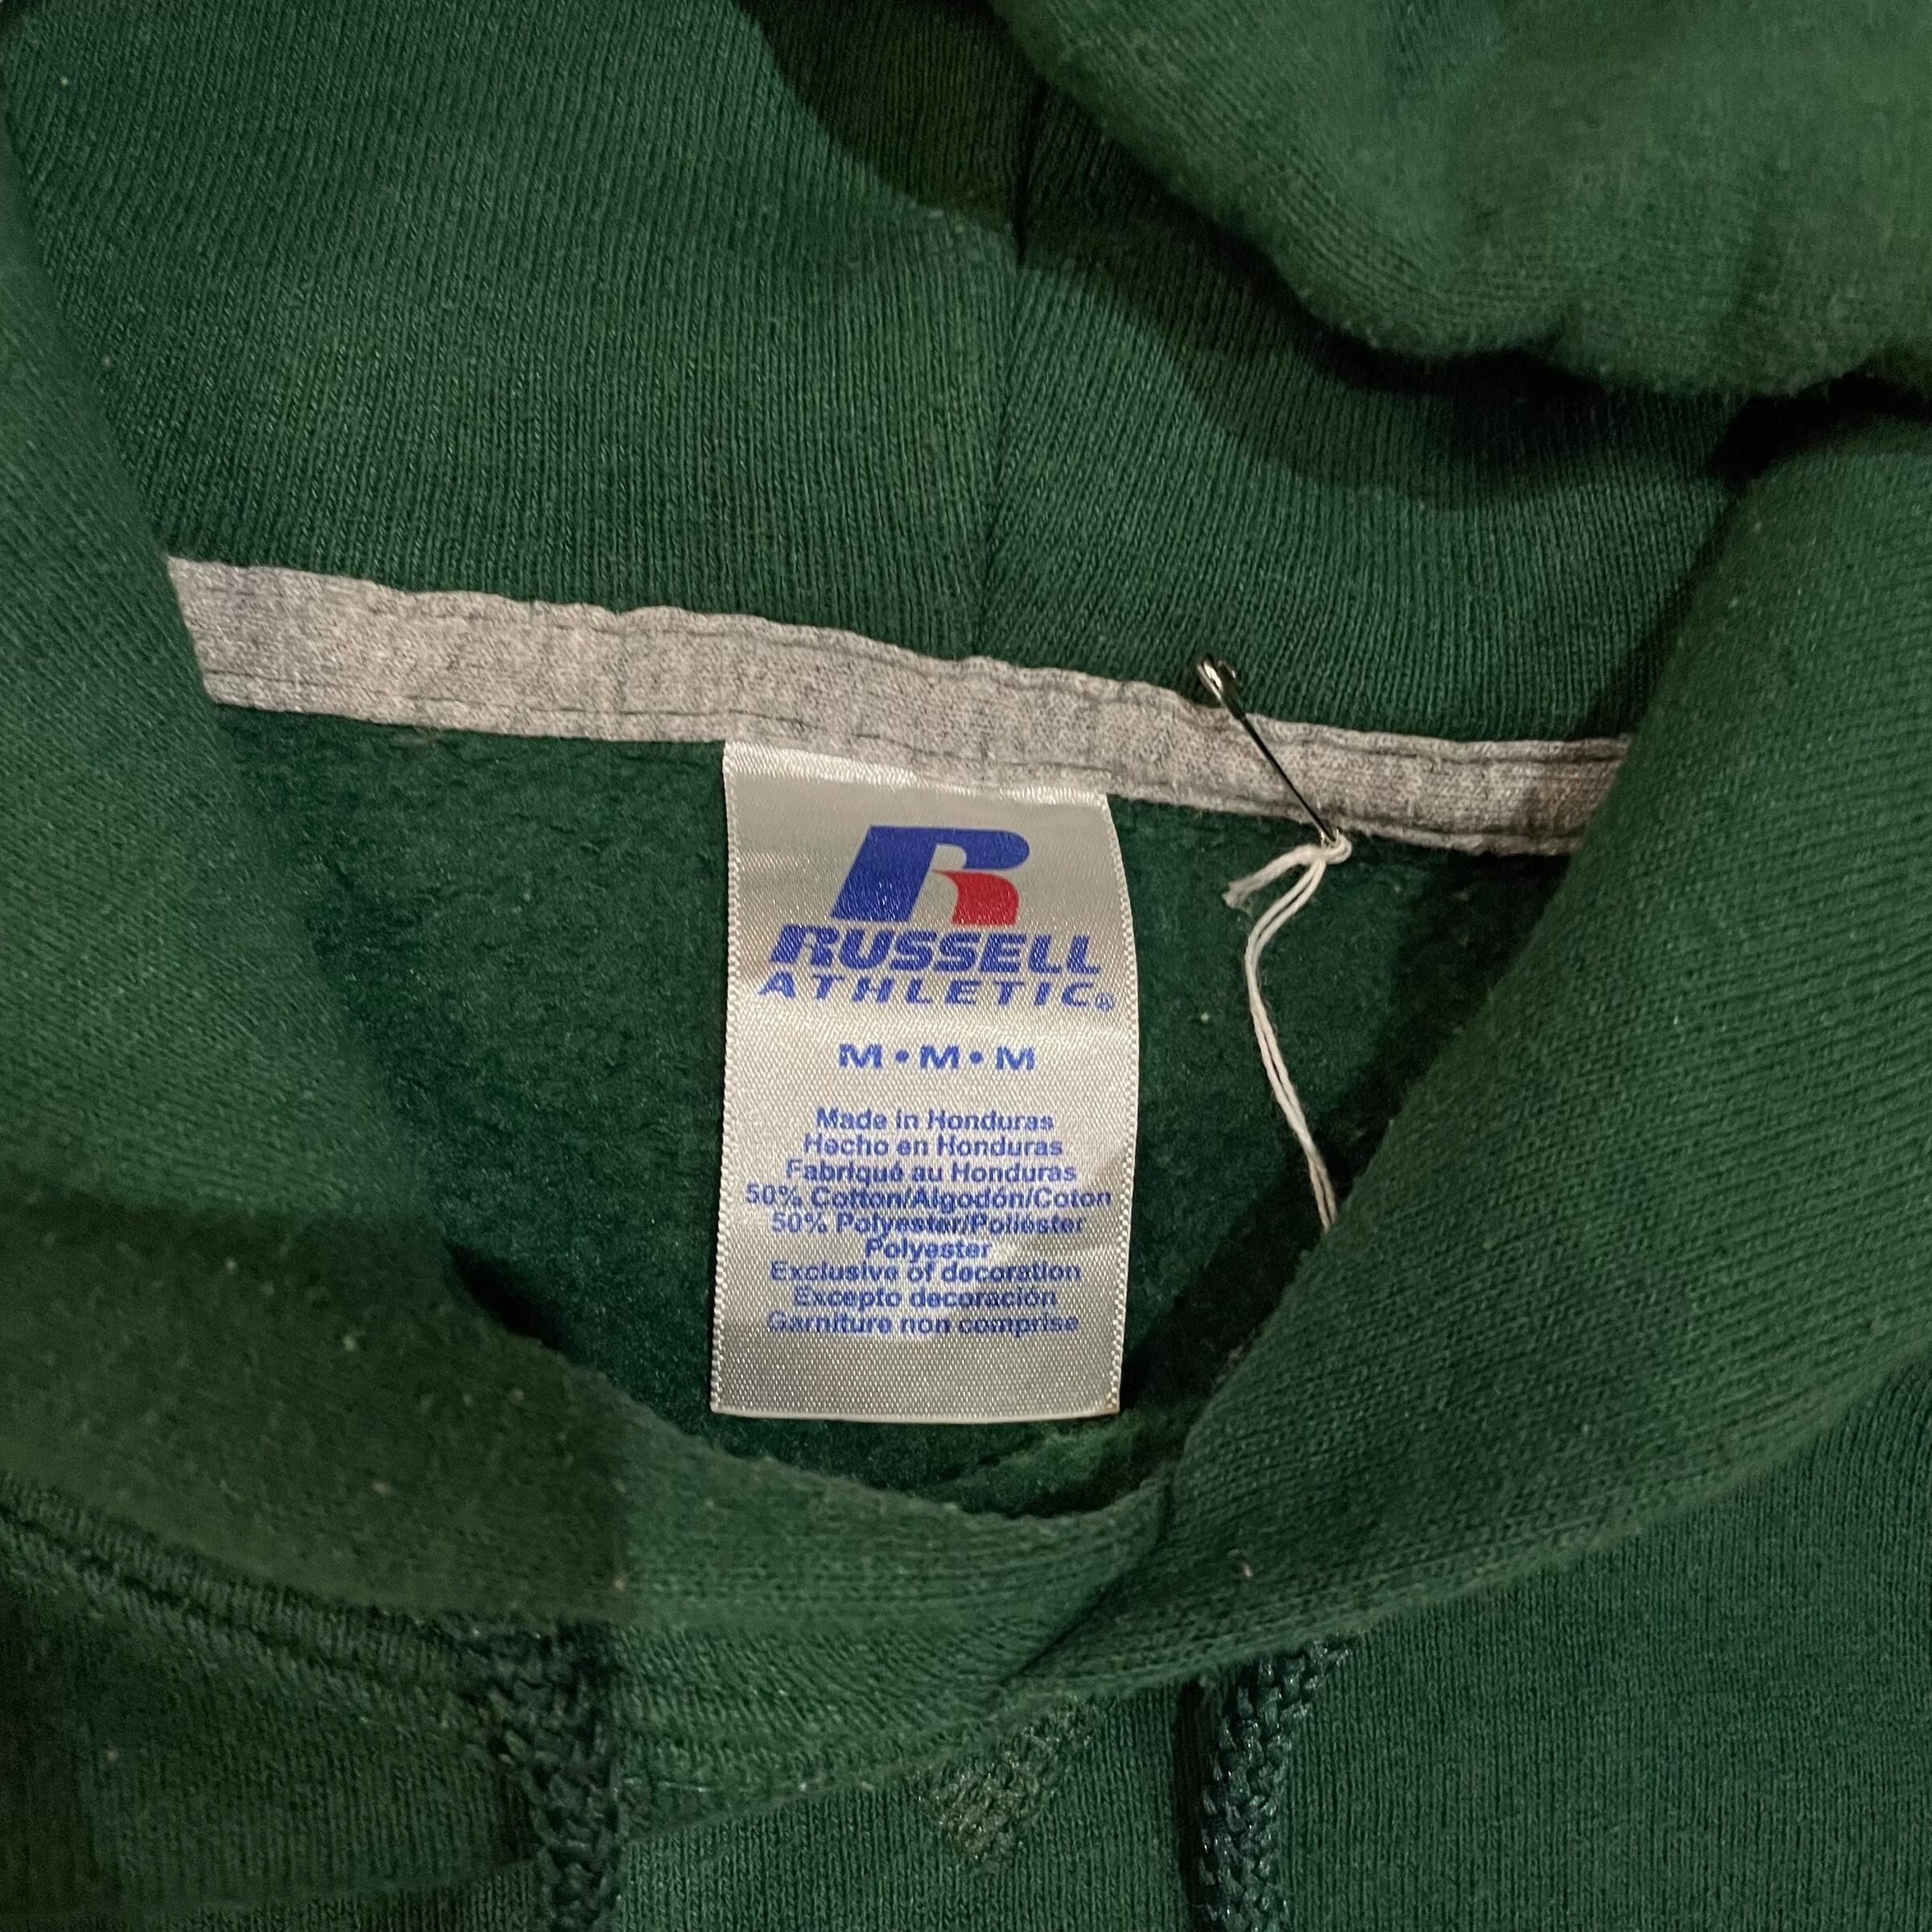 R
RUSSELL
ATHLETIC®
M•M•M
Made in Honduras
Hecho en Honduras
Fabriqué au Honduras
50% Cotton/Algodón/Coton
50% Polyester/Poliester
Polyester
Exclusive of decoration
Excepto decoración
Garniture non comprise